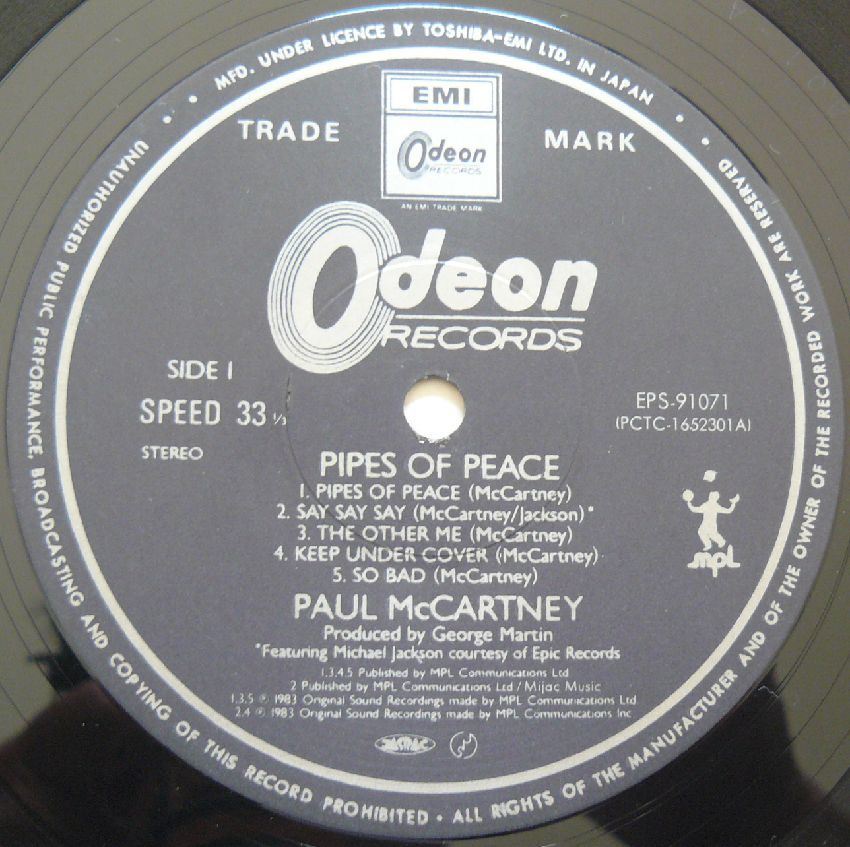 MFD. UNDER LICENCE BY TOSHIBA-EMI LTD. IN JAPAN
TRADE MARK
EMI
Odeon
RECORDS
AN EMI TRADE MARK
Odeon
RECORDS
SIDE 1
SPEED 33 ⅓
STEREO
EPS-91071
(PCTC-1652301A)
PIPES OF PEACE
1. PIPES OF PEACE (McCartney)
2. SAY SAY SAY (McCartney/Jackson)*
3. THE OTHER ME (McCartney)
4. KEEP UNDER COVER (McCartney)
5. SO BAD (McCartney)
mpl
PAUL McCARTNEY
Produced by George Martin
*Featuring Michael Jackson courtesy of Epic Records
1.3.4.5 Published by MPL Communications Ltd
2 Published by MPL Communications Ltd / Mijac Music
1.3.5 ℗ 1983 Original Sound Recordings made by MPL Communications Ltd
2.4 ℗ 1983 Original Sound Recordings made by MPL Communications Inc
JASRAC
UNAUTHORIZED PUBLIC PERFORMANCE, BROADCASTING AND COPYING OF THIS RECORD PROHIBITED • ALL RIGHTS OF THE MANUFACTURER AND OF THE OWNER OF THE RECORDED WORK ARE RESERVED